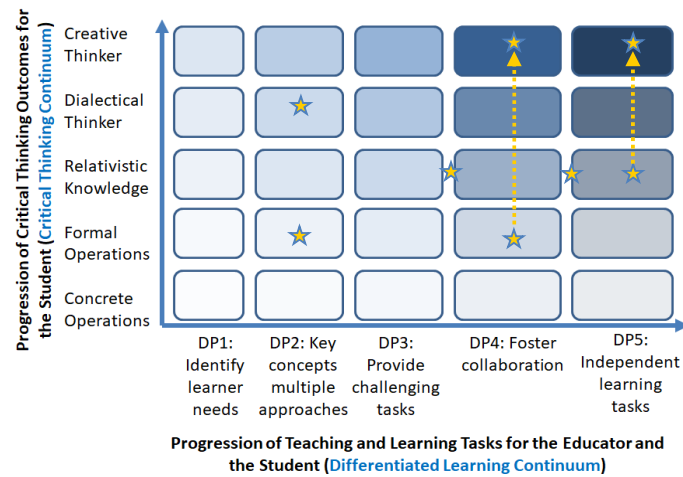 Progression of Critical Thinking Outcomes for
the Student (Critical Thinking Continuum)
Creative
Thinker
Dialectical
Thinker
Relativistic
Knowledge
Formal
Operations
Concrete
Operations
DP1:
Identify
learner
needs
DP2: Key
concepts
multiple
approaches
DP3:
Provide
challenging
tasks
DP4: Foster
collaboration
DP5:
Independent
learning
tasks
Progression of Teaching and Learning Tasks for the Educator and
the Student (Differentiated Learning Continuum)